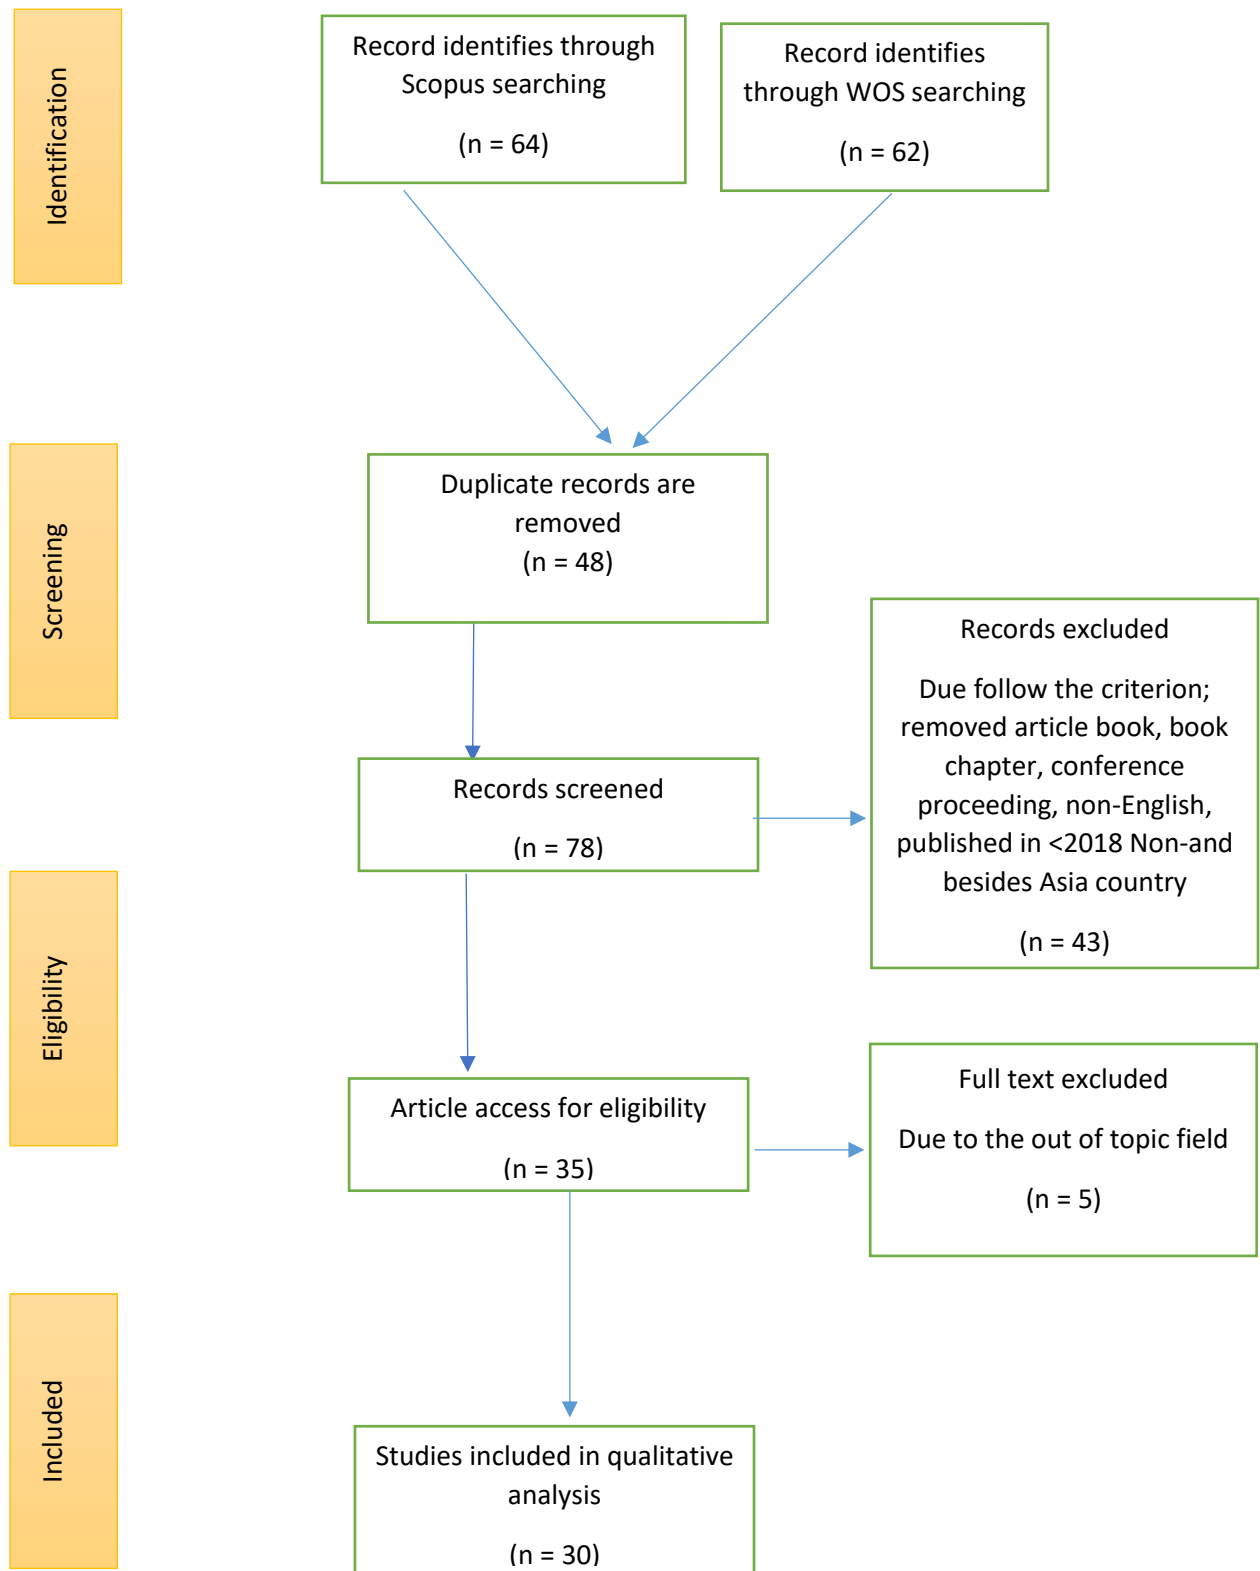 Identification
Record identifies through
Scopus searching
(n = 64)
Record identifies
through WOS searching
(n = 62)
Screening
Duplicate records are
removed
(n = 48)
Records screened
(n = 78)
Records excluded
Due follow the criterion;
removed article book, book
chapter, conference
proceeding, non-English,
published in <2018 Non-and
besides Asia country
(n = 43)
Eligibility
Article access for eligibility
(n = 35)
Full text excluded
Due to the out of topic field
(n = 5)
Included
Studies included in qualitative
analysis
(n = 30)